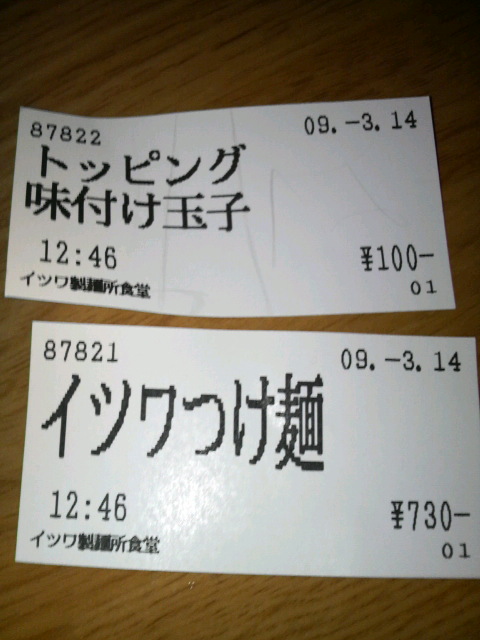 87822 09.-3.14
トッピング
味付け玉子
12:46 ¥100-
イツワ製麺所食堂 01
87821 09.-3.14
イツワつけ麺
12:46 ¥730-
イツワ製麺所食堂 01